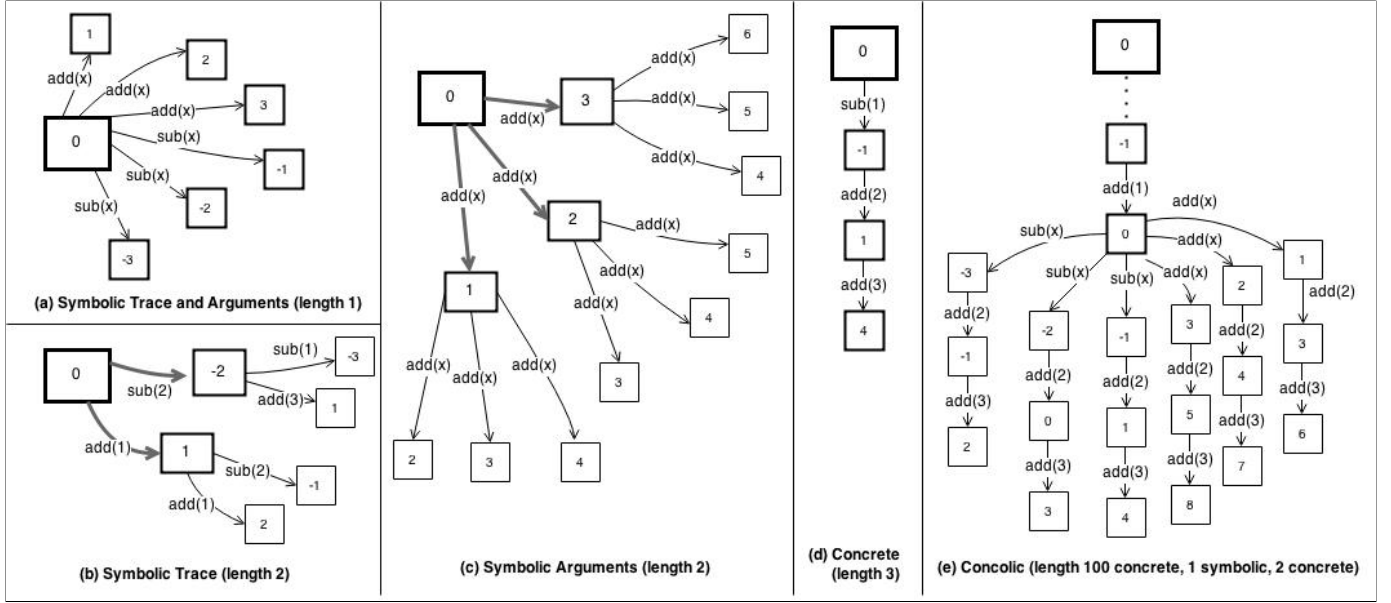 1
2
add(x)
add(x)
3
add(x)
0
sub(x)
-1
sub(x)
-2
sub(x)
-3
(a) Symbolic Trace and Arguments (length 1)
0
sub(2)
-2
sub(1)
-3
add(3)
1
add(1)
1
sub(2)
-1
add(1)
2
(b) Symbolic Trace (length 2)
6
add(x)
0
add(x)
3
add(x)
5
add(x)
4
add(x)
add(x)
2
add(x)
5
add(x)
4
add(x)
3
1
add(x)
add(x)
add(x)
2
3
4
(c) Symbolic Arguments (length 2)
0
sub(1)
-1
add(2)
1
add(3)
4
(d) Concrete
(length 3)
0
-1
add(1)
0
add(x)
sub(x)
add(x)
sub(x)
sub(x)
add(x)
-3
add(2)
-1
add(3)
2
-2
add(2)
0
add(3)
3
-1
add(2)
1
add(3)
4
3
add(2)
5
add(3)
8
2
add(2)
4
add(3)
7
1
add(2)
3
add(3)
6
(e) Concolic (length 100 concrete, 1 symbolic, 2 concrete)